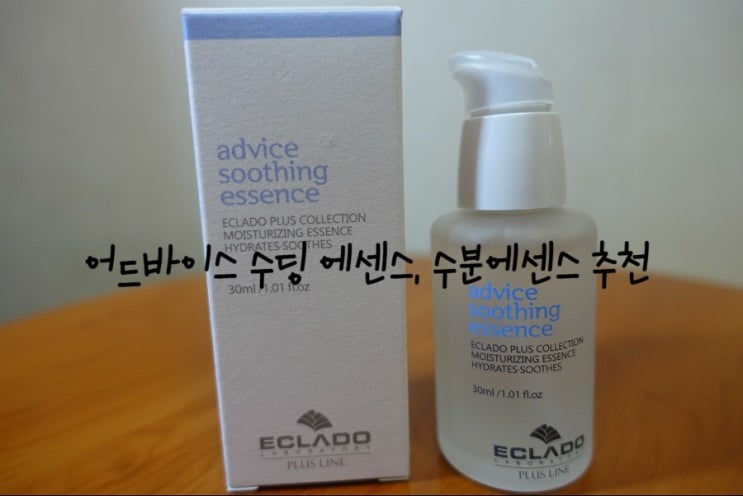 advice
soothing
essence
ECLADO PLUS COLLECTION
MOISTURIZING ESSENCE
HYDRATES·SOOTHES
30ml/1.01 fl.oz
ECLADO
LABORATORY
PLUS LINE
어드바이스 수딩 에센스, 수분에센스 추천
advice
soothing
essence
ECLADO PLUS COLLECTION
MOISTURIZING ESSENCE
HYDRATES·SOOTHES
30ml /1.01 fl.oz
ECLADO
LABORATORY
PLUS LINE